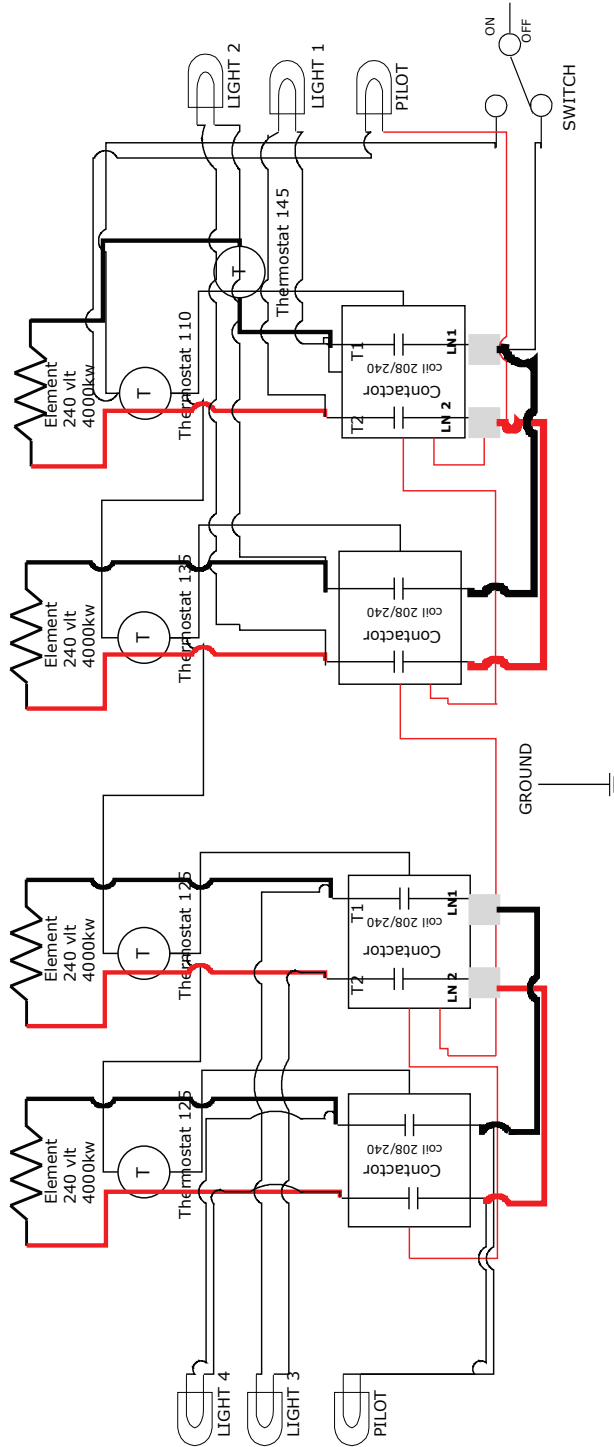 Element
240 vlt
4000kw
Element
240 vlt
4000kw
Element
240 vlt
4000kw
Element
240 vlt
4000kw
T
T
T
T
Thermostat 125
Thermostat 125
Thermostat 135
Thermostat 110
T
Thermostat 145
LIGHT 4
LIGHT 3
PILOT
LIGHT 2
LIGHT 1
PILOT
Contactor
coil 208/240
T2
T1
Contactor
coil 208/240
LN 2
LN1
Contactor
coil 208/240
T2
T1
Contactor
coil 208/240
LN 2
LN1
GROUND
ON
OFF
SWITCH